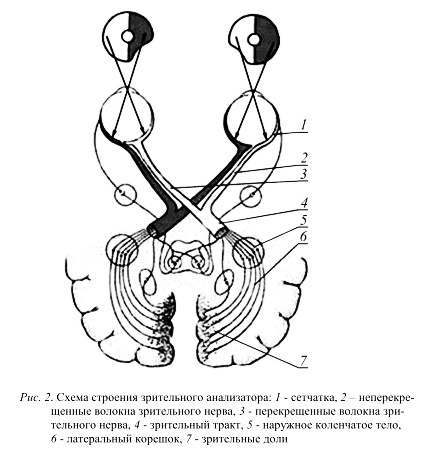 1
2
3
4
5
6
7
Рис. 2. Схема строения зрительного анализатора: 1 - сетчатка, 2 – неперекре-
щенные волокна зрительного нерва, 3 - перекрещенные волокна зри-
тельного нерва, 4 - зрительный тракт, 5 - наружное коленчатое тело,
6 - латеральный корешок, 7 - зрительные доли